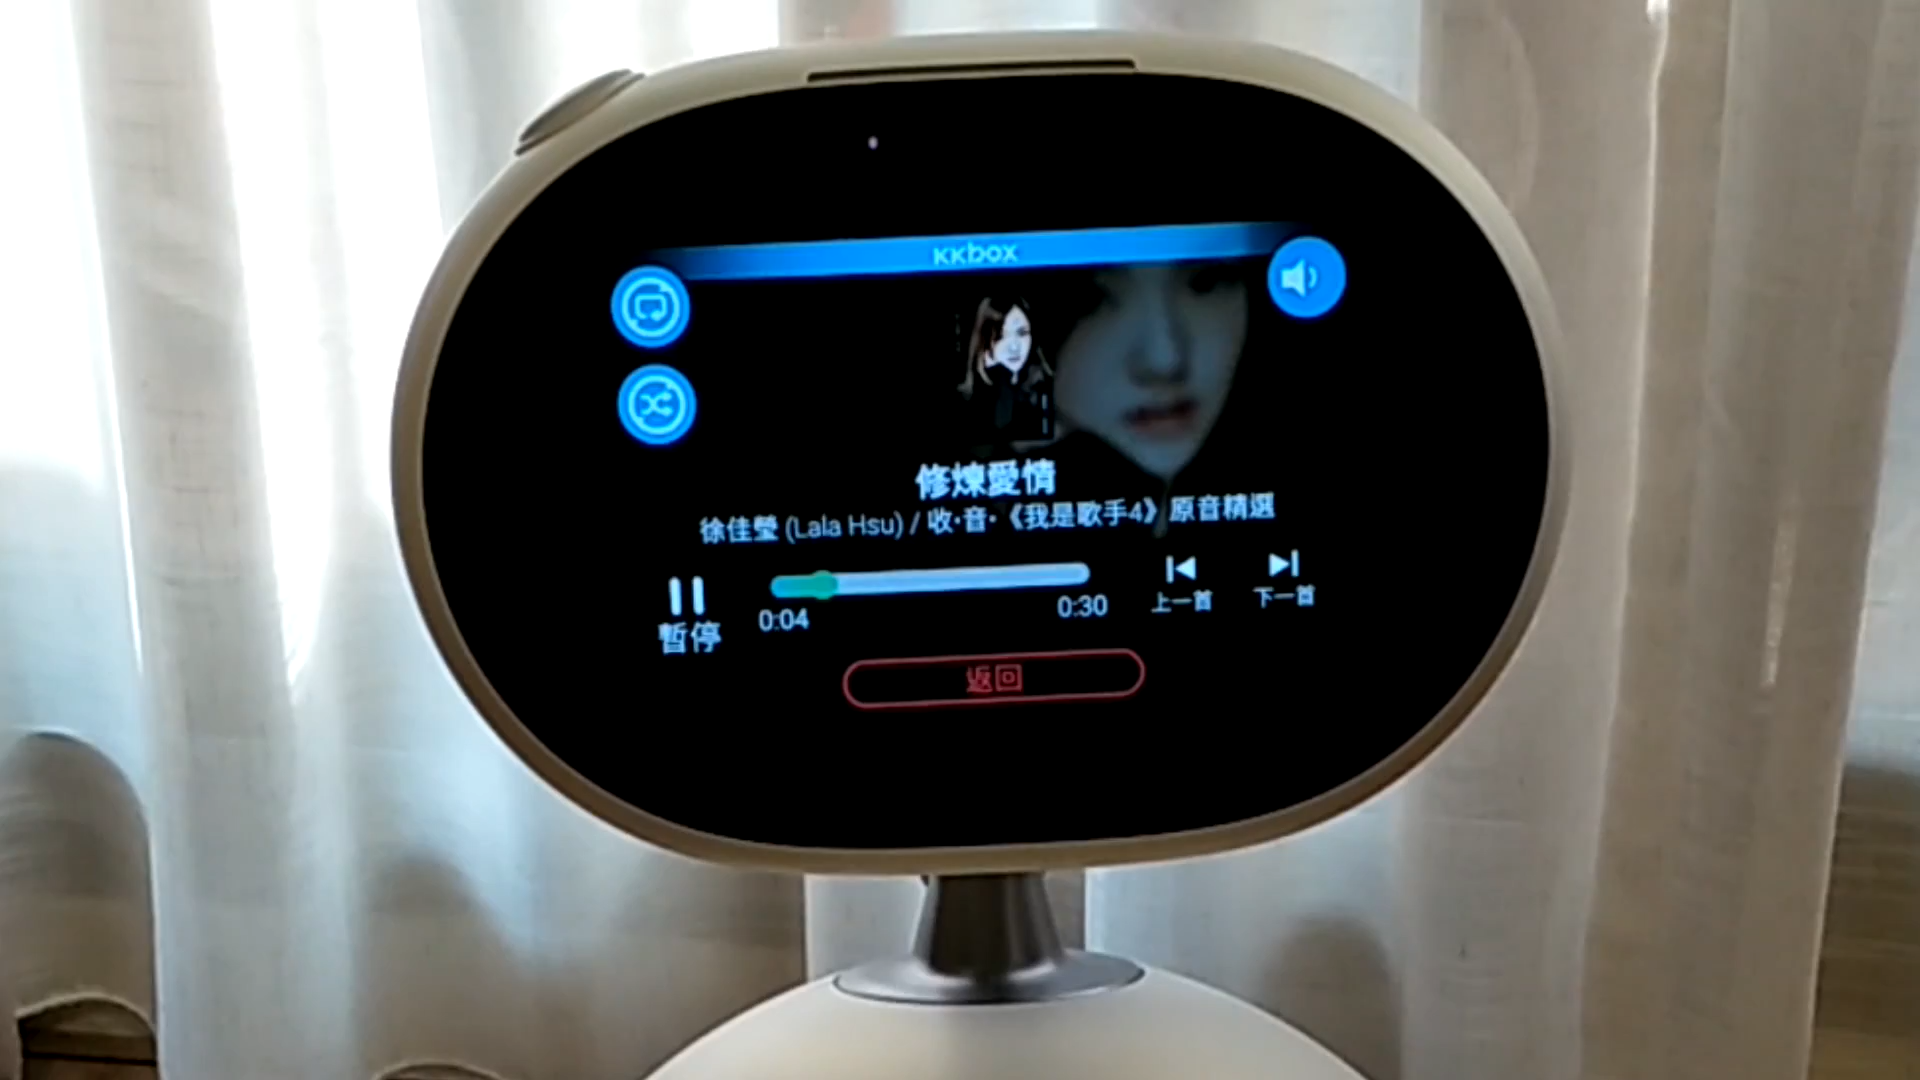 KKbox
修煉愛情
徐佳瑩 (Lala Hsu) / 收·音·《我是歌手4》原音精選
0:04
0:30
上一首
下一首
暫停
返回